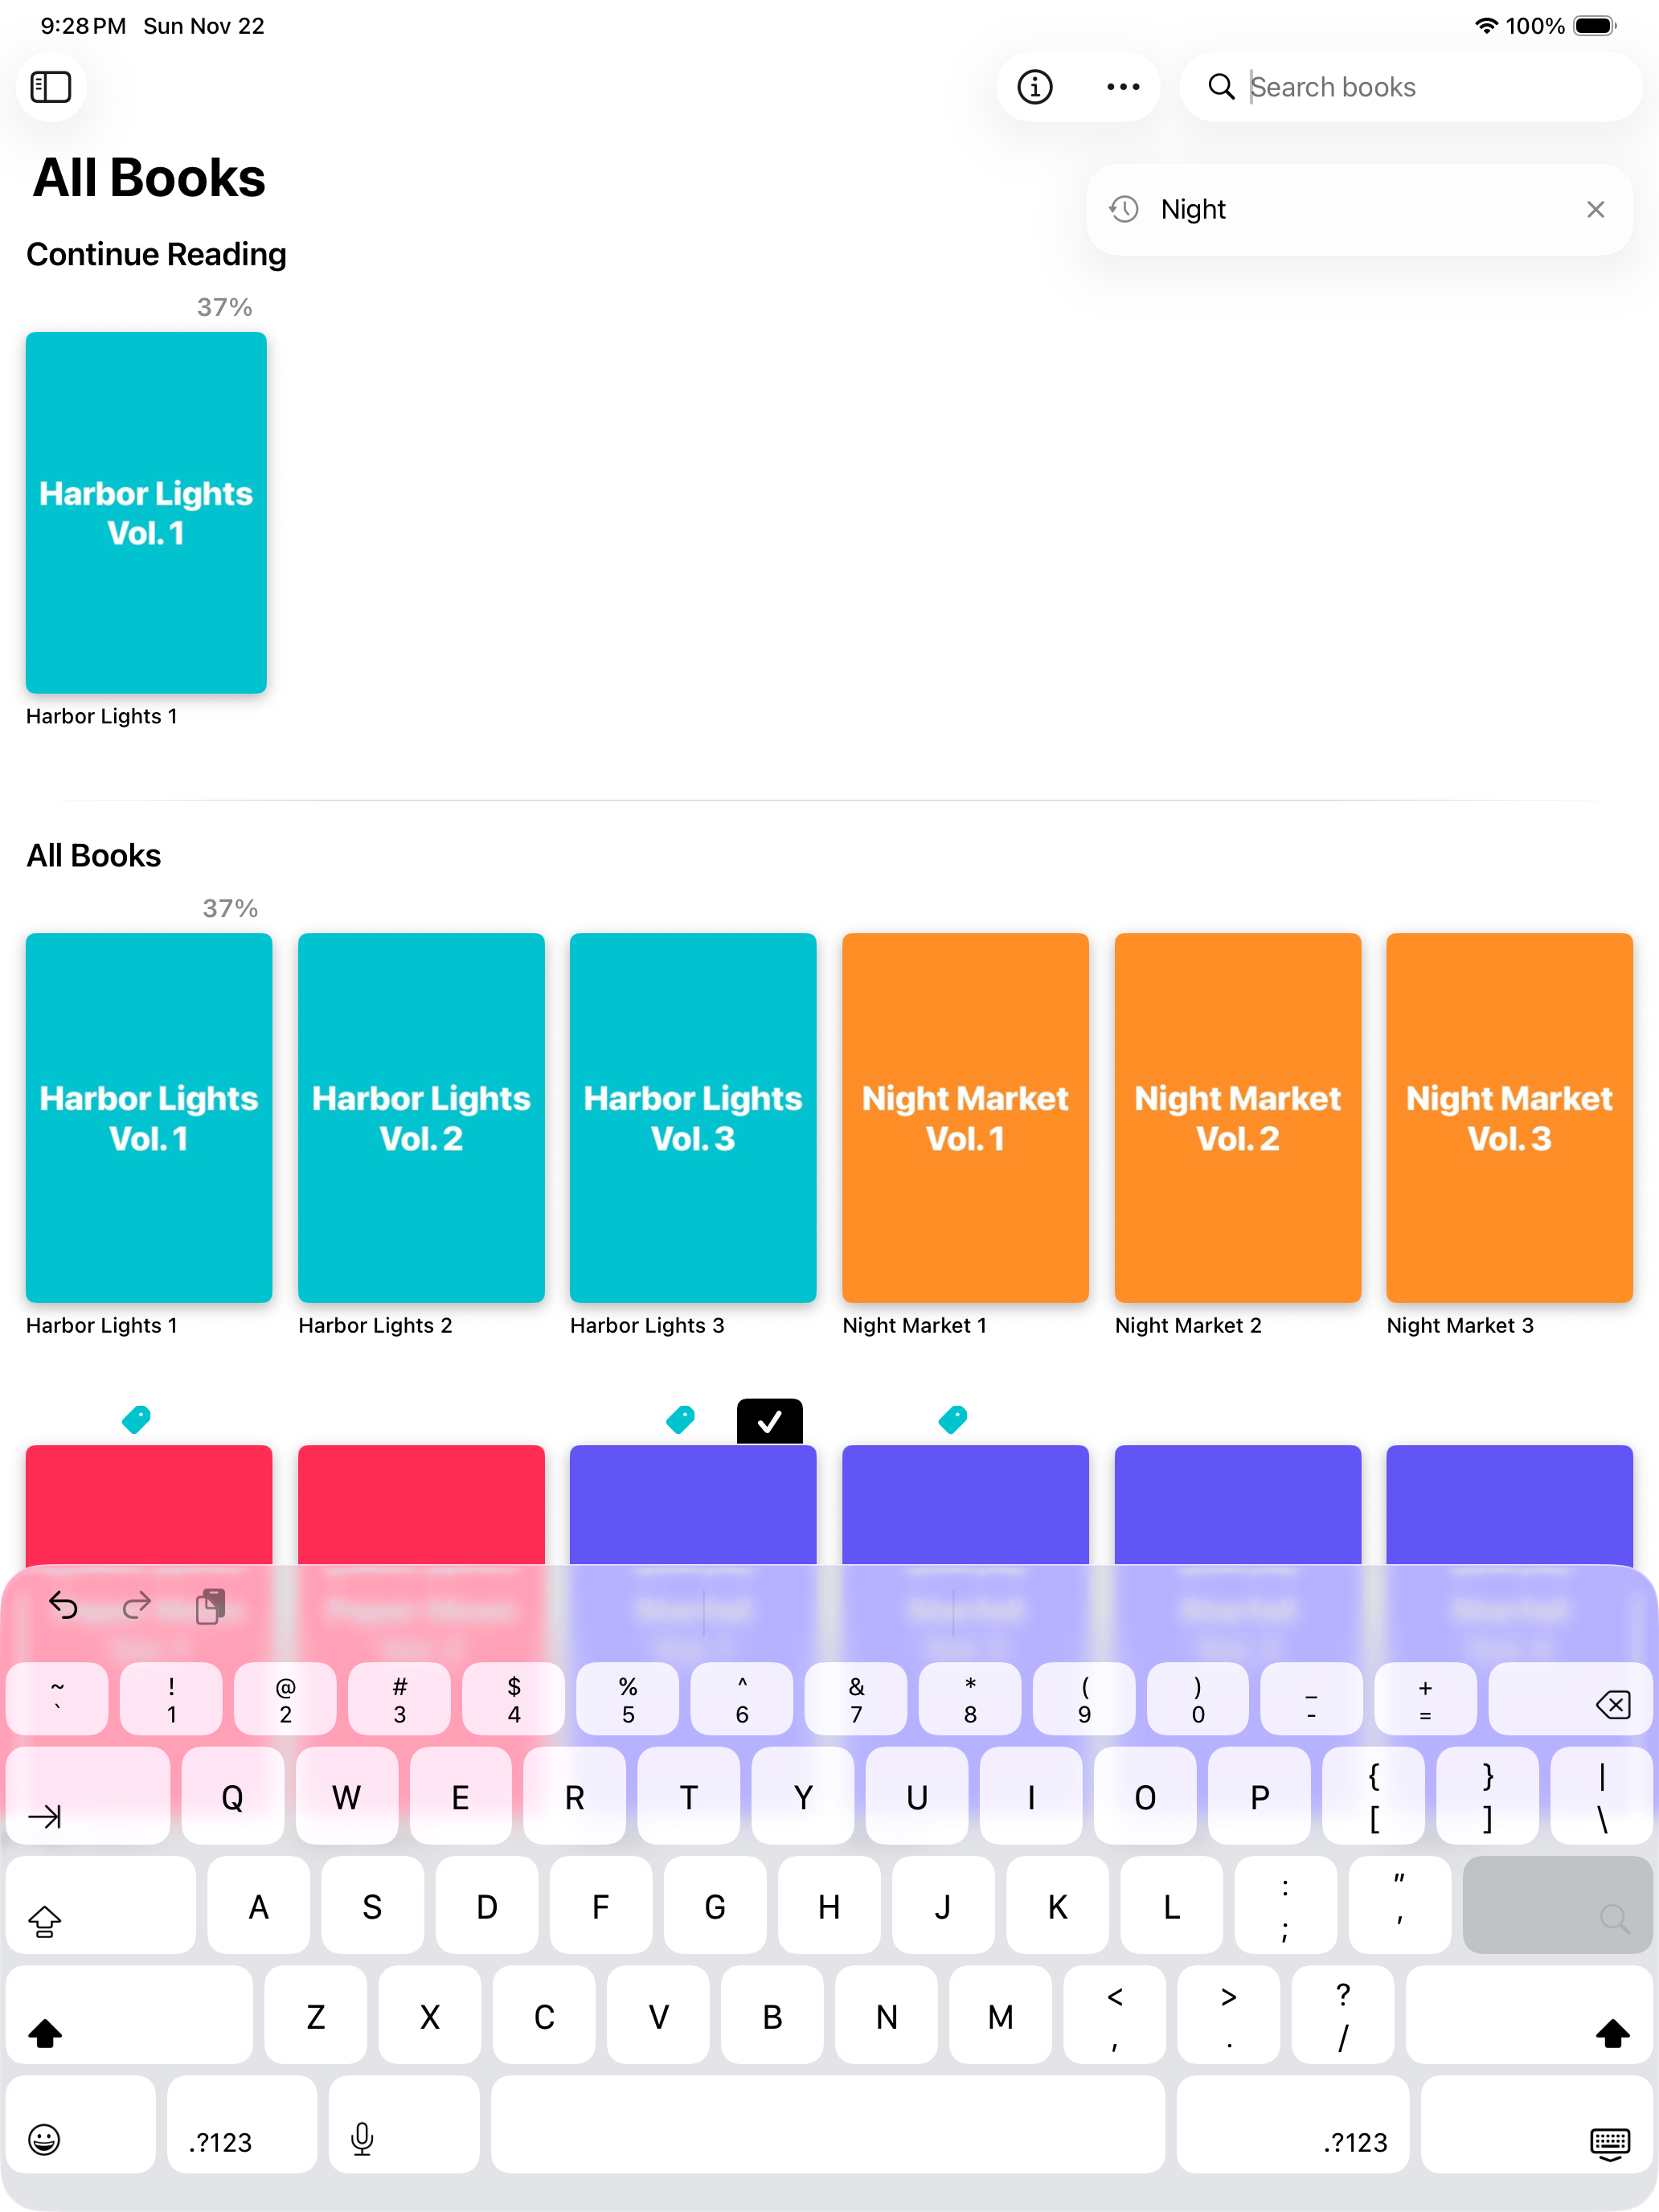 9:28 PM Sun Nov 22
100%
Search books
All Books
Night
Continue Reading
37%
Harbor Lights
Vol. 1
Harbor Lights 1
All Books
37%
Harbor Lights
Vol. 1
Harbor Lights
Vol. 2
Harbor Lights
Vol. 3
Night Market
Vol. 1
Night Market
Vol. 2
Night Market
Vol. 3
Harbor Lights 1
Harbor Lights 2
Harbor Lights 3
Night Market 1
Night Market 2
Night Market 3
~ ! @ # $ % ^ & * ( ) _ +
` 1 2 3 4 5 6 7 8 9 0 - =
Q W E R T Y U I O P { } |
[ ] \
A S D F G H J K L : "
; '
Z X C V B N M < > ?
, . /
.?123 .?123